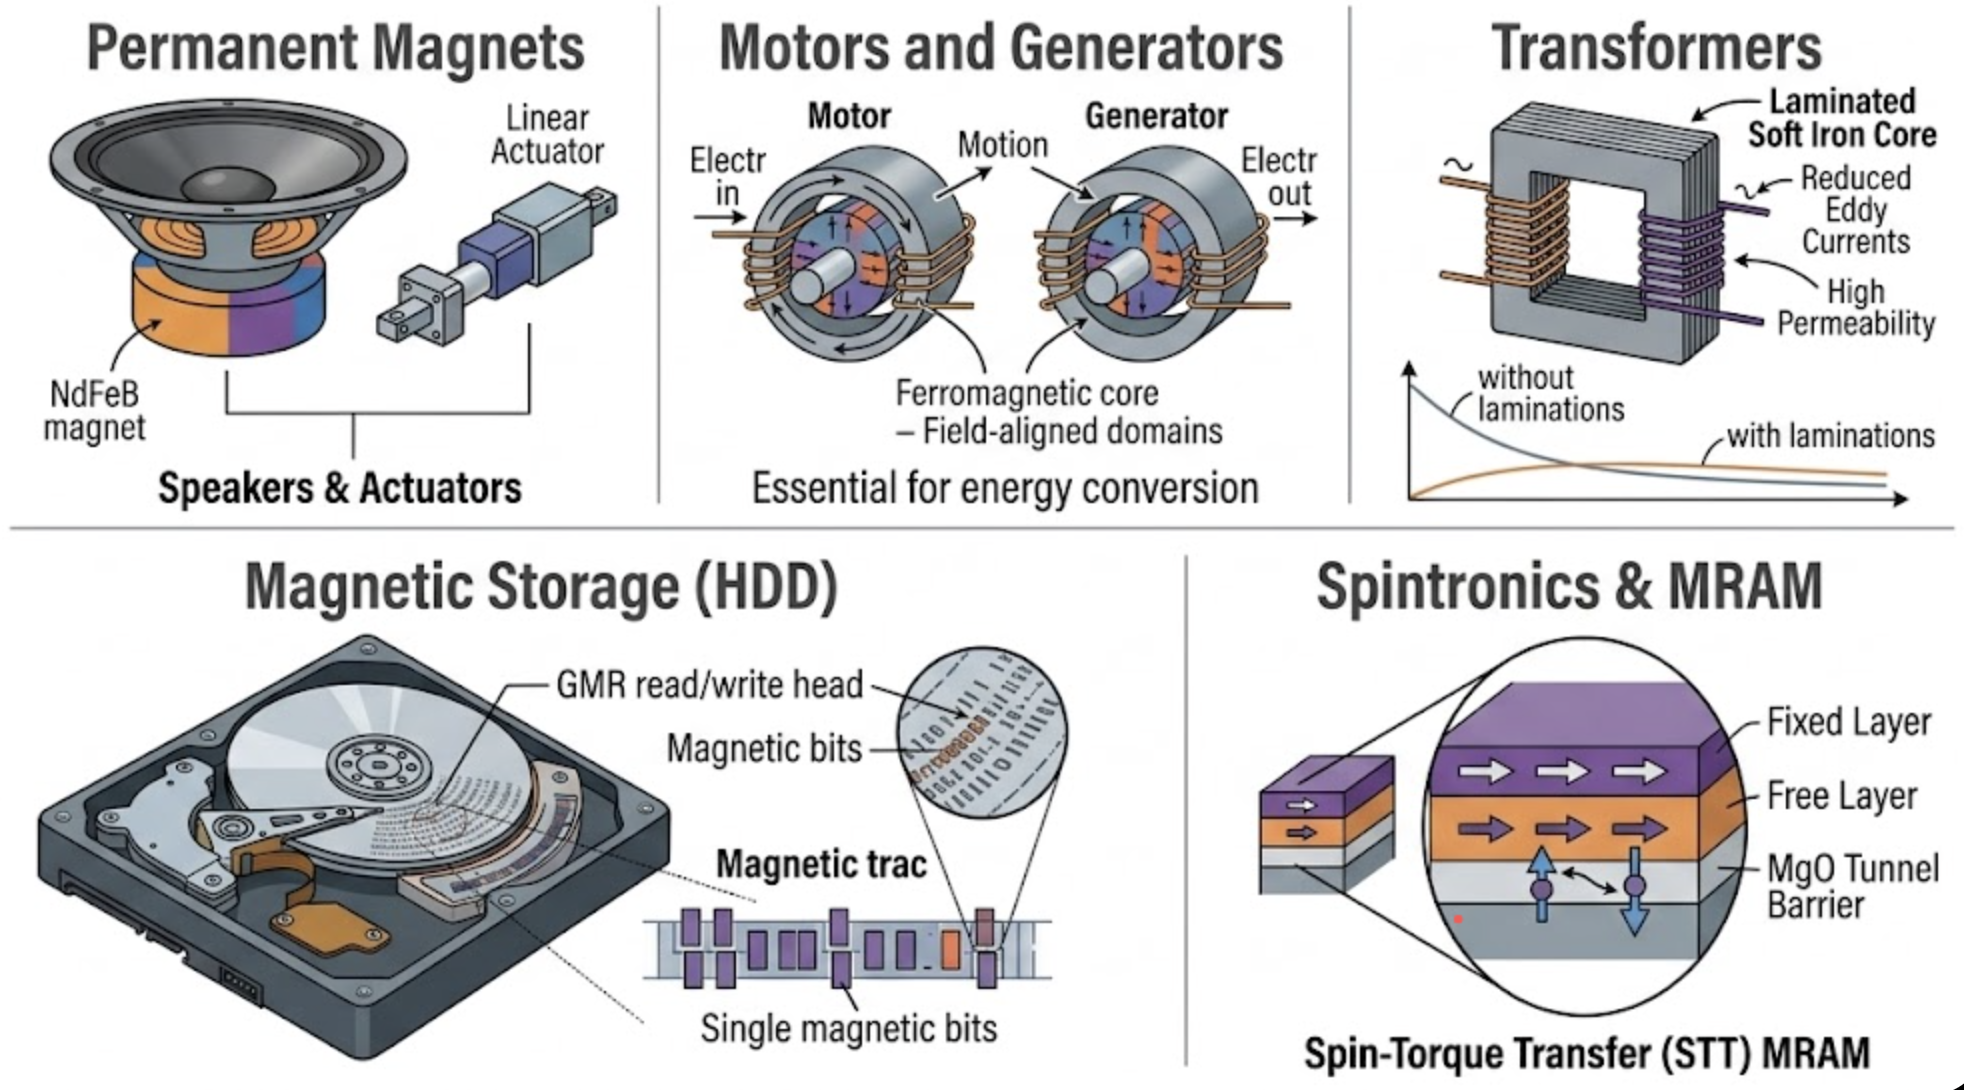 Permanent Magnets
Linear
Actuator
NdFeB
magnet
Speakers & Actuators
Motors and Generators
Motor
Generator
Electr
in
Motion
Electr
out
Ferromagnetic core
– Field-aligned domains
Essential for energy conversion
Transformers
Laminated
Soft Iron Core
Reduced
Eddy
Currents
High
Permeability
without
laminations
with laminations
Magnetic Storage (HDD)
GMR read/write head
Magnetic bits
Magnetic trac
Single magnetic bits
Spintronics & MRAM
Fixed Layer
Free Layer
MgO Tunnel
Barrier
Spin-Torque Transfer (STT) MRAM